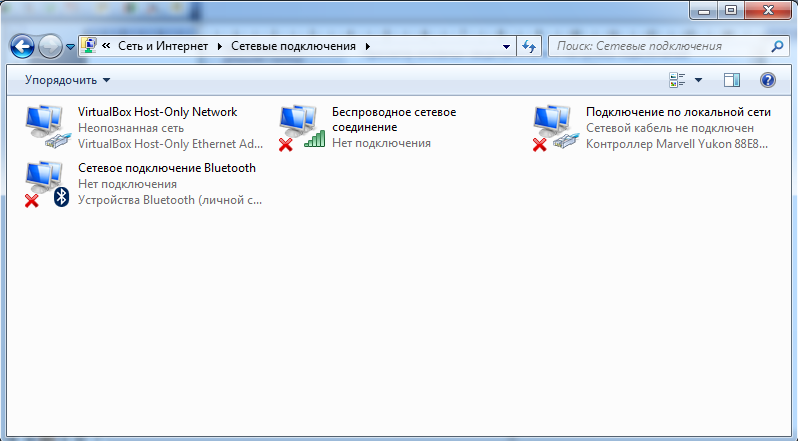 « Сеть и Интернет Сетевые подключения
Поиск: Сетевые подключения
Упорядочить
VirtualBox Host-Only Network
Неопознанная сеть
VirtualBox Host-Only Ethernet Ad...
Беспроводное сетевое
соединение
Нет подключения
Подключение по локальной сети
Сетевой кабель не подключен
Контроллер Marvell Yukon 88E8...
Сетевое подключение Bluetooth
Нет подключения
Устройства Bluetooth (личной с...